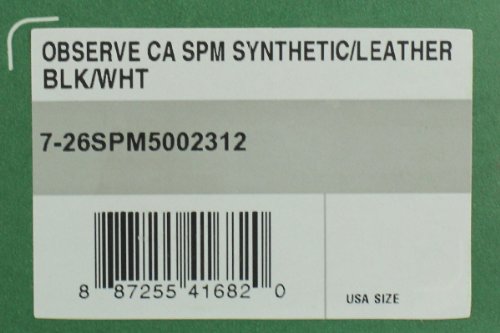 OBSERVE CA SPM SYNTHETIC/LEATHER
BLK/WHT
7-26SPM5002312
8 87255 41682 0
USA SIZE